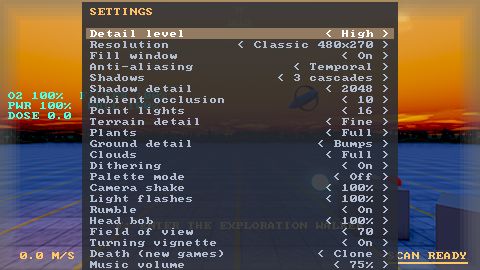 SETTINGS
Detail level < High >
Resolution < Classic 480x270 >
Fill window < On >
Anti-aliasing < Temporal >
Shadows < 3 cascades >
Shadow detail < 2048 >
Ambient occlusion < 10 >
Point lights < 16 >
Terrain detail < Fine >
Plants < Full >
Ground detail < Bumps >
Clouds < Full >
Dithering < On >
Palette mode < Off >
Camera shake < 100% >
Light flashes < 100% >
Rumble < On >
Head bob < 100% >
Field of view < 70 >
Turning vignette < On >
Death (new games) < Clone >
Music volume < 75% >
O2 100%
PWR 100%
DOSE 0.0
THE EXPLORATION
0.0 M/S
CAN READY